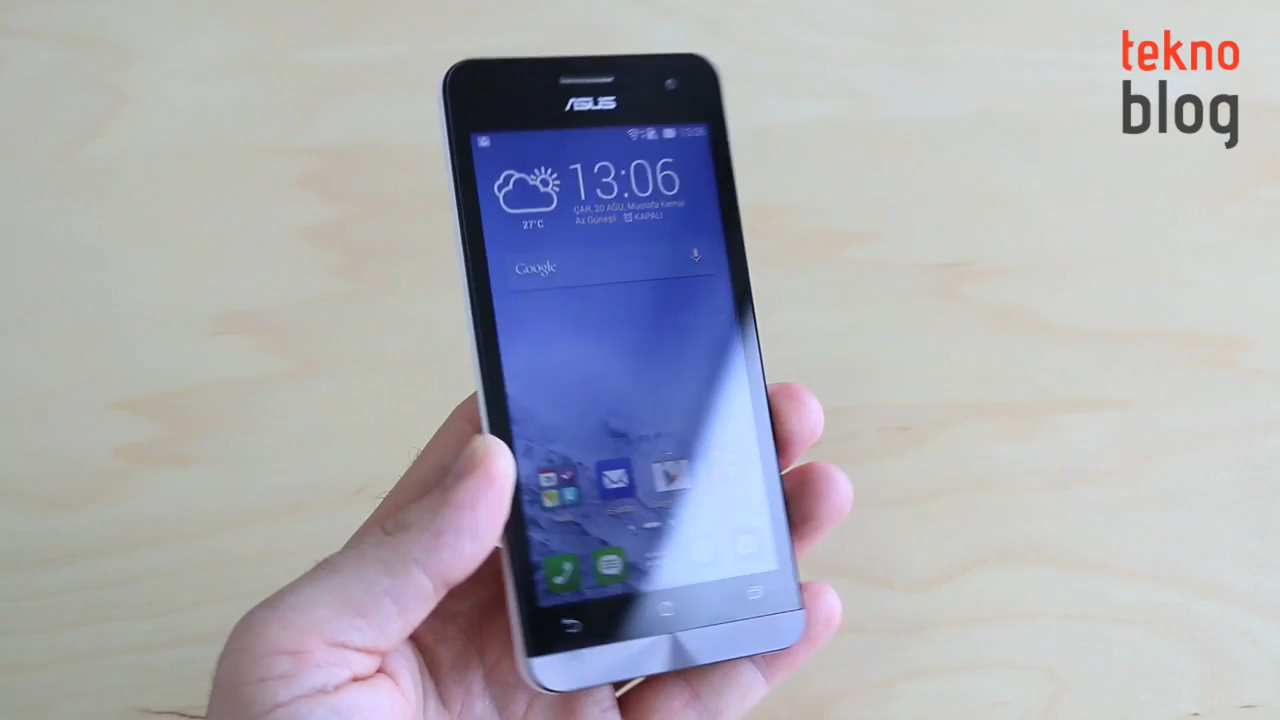 tekno
blog
ASUS
13:06
ÇAR, 20 AĞU, Mustafa Kemal
Az Güneşli KAPALI
27°C
Google